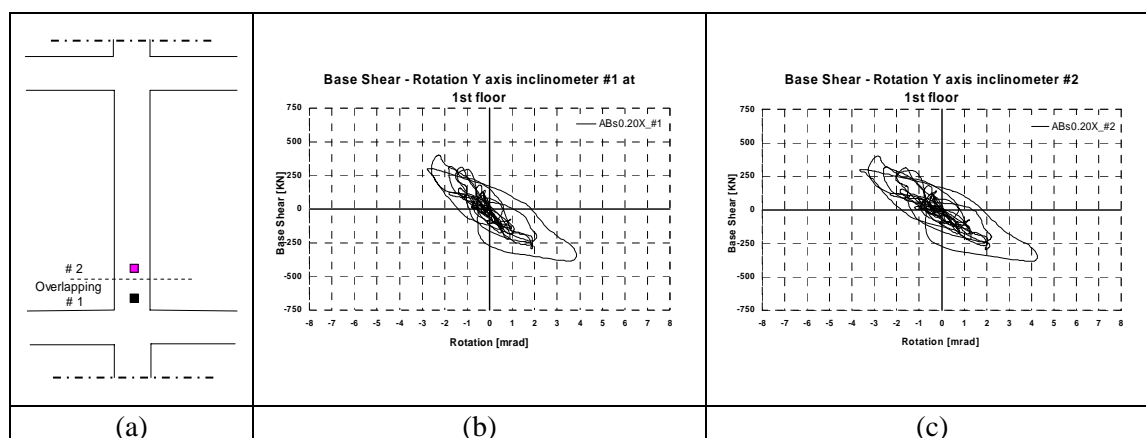 # 2
Overlapping
# 1
(a)
Base Shear - Rotation Y axis inclinometer #1 at
1st floor
ABs0.20X_#1
Base Shear [KN]
750
500
250
0
-250
-500
-750
-8 -7 -6 -5 -4 -3 -2 -1 0 1 2 3 4 5 6 7 8
Rotation [mrad]
(b)
Base Shear - Rotation Y axis inclinometer #2
1st floor
ABs0.20X_#2
Base Shear [KN]
750
500
250
0
-250
-500
-750
-8 -7 -6 -5 -4 -3 -2 -1 0 1 2 3 4 5 6 7 8
Rotation [mrad]
(c)